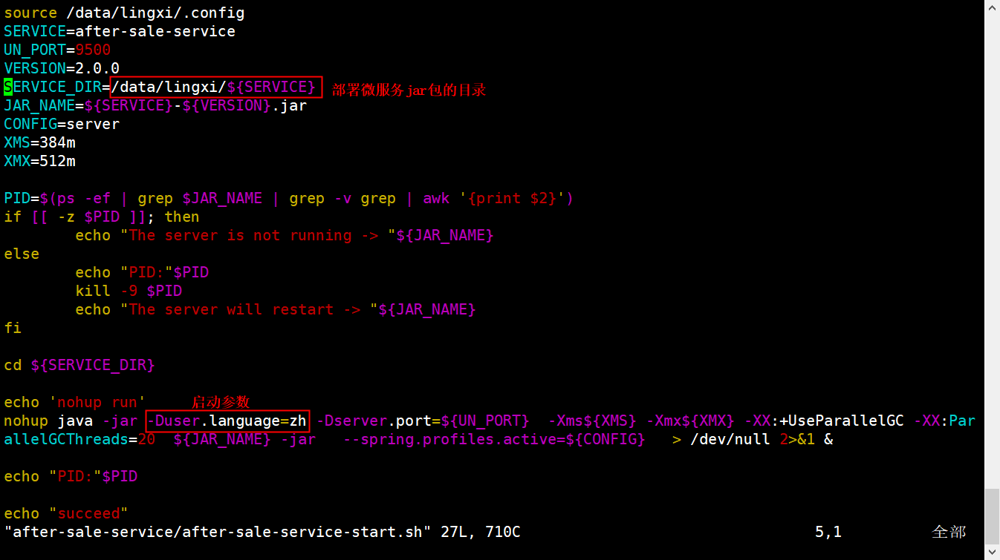 source /data/lingxi/.config
SERVICE=after-sale-service
UN_PORT=9500
VERSION=2.0.0
SERVICE_DIR=/data/lingxi/${SERVICE} 部署微服务jar包的目录
JAR_NAME=${SERVICE}-${VERSION}.jar
CONFIG=server
XMS=384m
XMX=512m
PID=$(ps -ef | grep $JAR_NAME | grep -v grep | awk '{print $2}')
if [[ -z $PID ]]; then
echo "The server is not running -> "${JAR_NAME}
else
echo "PID:"$PID
kill -9 $PID
echo "The server will restart -> "${JAR_NAME}
fi
cd ${SERVICE_DIR}
echo 'nohup run' 启动参数
nohup java -jar -Duser.language=zh -Dserver.port=${UN_PORT}  -Xms${XMS} -Xmx${XMX} -XX:+UseParallelGC -XX:Par
allelGCThreads=20  ${JAR_NAME} -jar   --spring.profiles.active=${CONFIG}   > /dev/null 2>&1 &
echo "PID:"$PID
echo "succeed"
"after-sale-service/after-sale-service-start.sh" 27L, 710C 5,1 全部